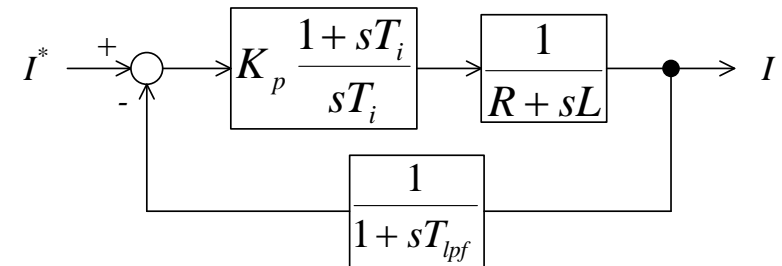 I* + - K_p (1 + sT_i) / (sT_i)
1 / (R + sL)
I
1 / (1 + sT_lpf)